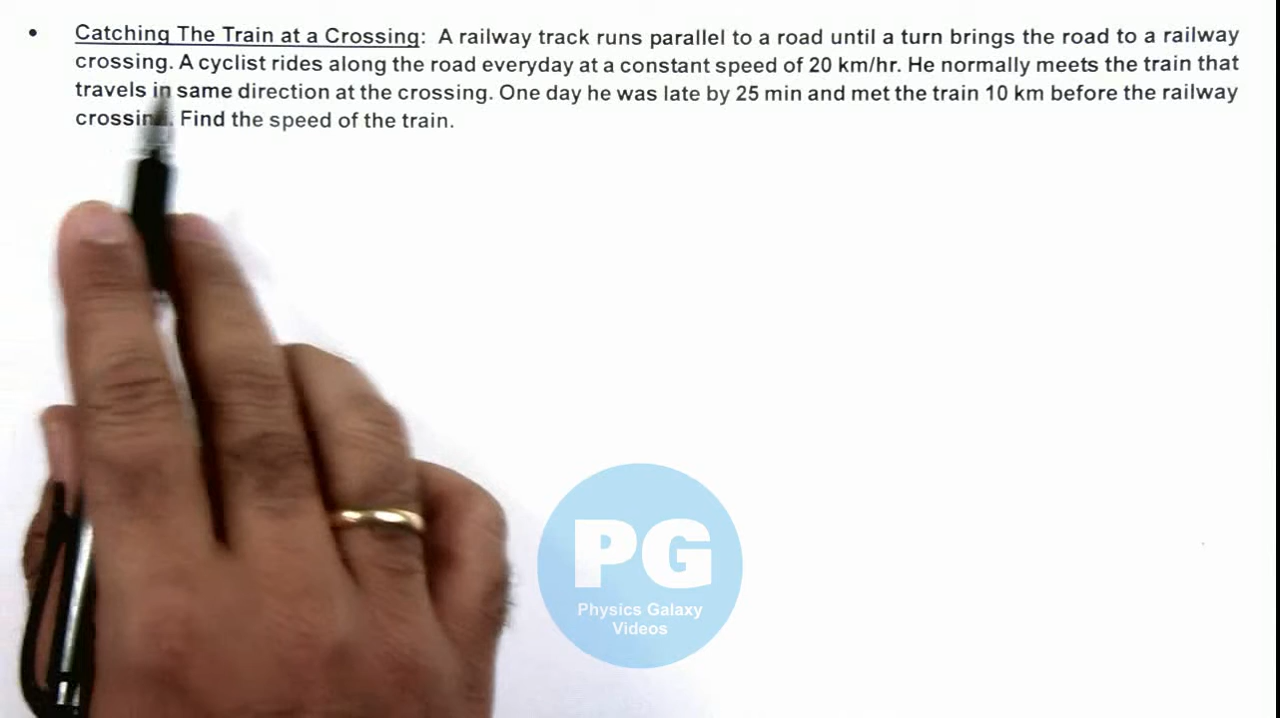 • Catching The Train at a Crossing: A railway track runs parallel to a road until a turn brings the road to a railway
crossing. A cyclist rides along the road everyday at a constant speed of 20 km/hr. He normally meets the train that
travels in same direction at the crossing. One day he was late by 25 min and met the train 10 km before the railway
crossing. Find the speed of the train.
PG
Physics Galaxy
Videos